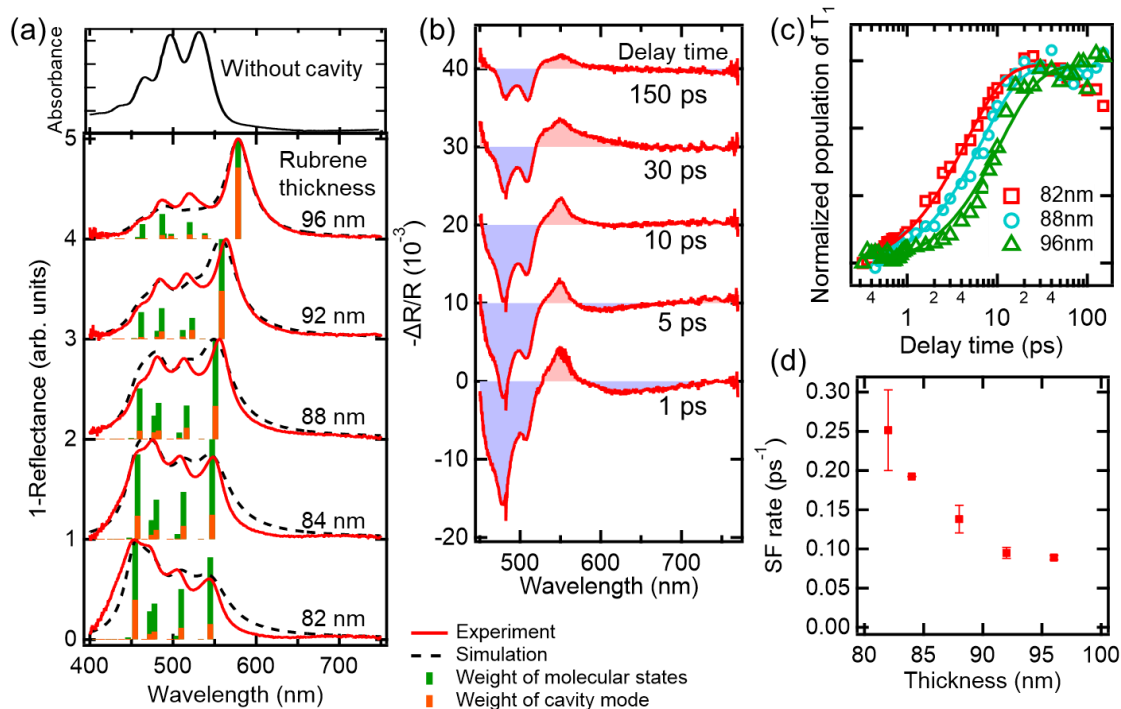 (a)
Absorbance
Without cavity
1-Reflectance (arb. units)
5
4
3
2
1
0
Rubrene
thickness
96 nm
92 nm
88 nm
84 nm
82 nm
400
500
600
700
Wavelength (nm)
(b)
-ΔR/R (10⁻³)
40
30
20
10
0
-10
-20
Delay time
150 ps
30 ps
10 ps
5 ps
1 ps
500
600
700
Wavelength (nm)
Experiment
Simulation
Weight of molecular states
Weight of cavity mode
(c)
Normalized population of T₁
82nm
88nm
96nm
4
1
2
4
10
2
4
100
Delay time (ps)
(d)
SF rate (ps⁻¹)
0.30
0.25
0.20
0.15
0.10
0.05
0.00
80
85
90
95
100
Thickness (nm)